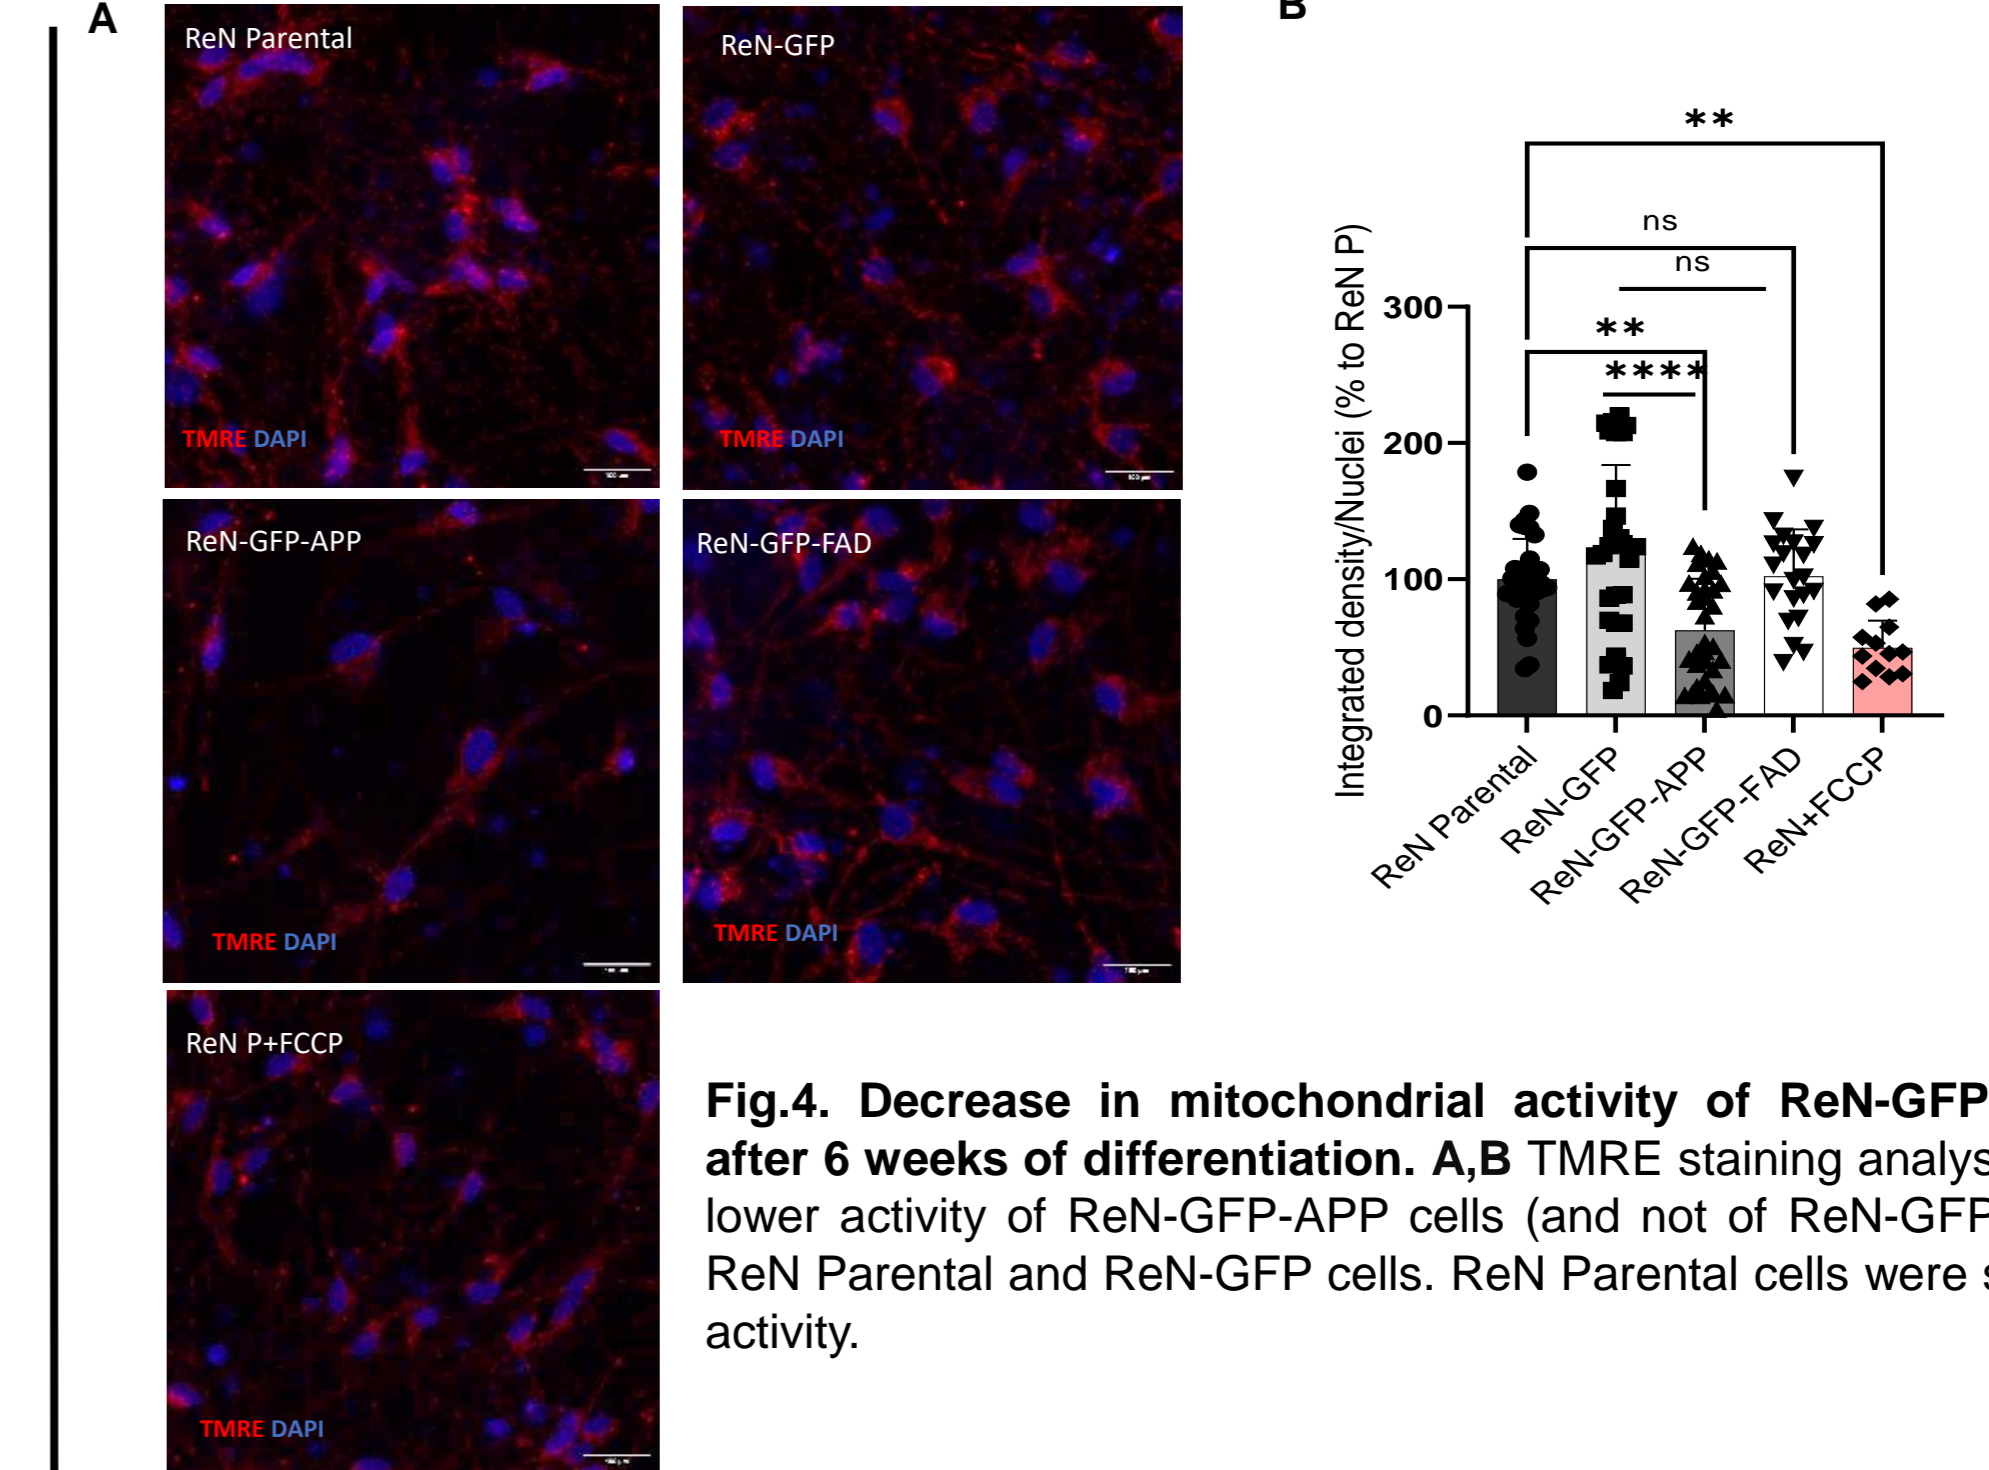 A
ReN Parental
TMRE DAPI
ReN-GFP
TMRE DAPI
ReN-GFP-APP
TMRE DAPI
ReN-GFP-FAD
TMRE DAPI
ReN P+FCCP
TMRE DAPI
B
**
ns
ns
**
****
Integrated density/Nuclei (% to ReN P)
300
200
100
0
ReN Parental
ReN-GFP
ReN-GFP-APP
ReN-GFP-FAD
ReN+FCCP
Fig.4. Decrease in mitochondrial activity of ReN-GFP
after 6 weeks of differentiation. A,B TMRE staining analys
lower activity of ReN-GFP-APP cells (and not of ReN-GFP
ReN Parental and ReN-GFP cells. ReN Parental cells were s
activity.